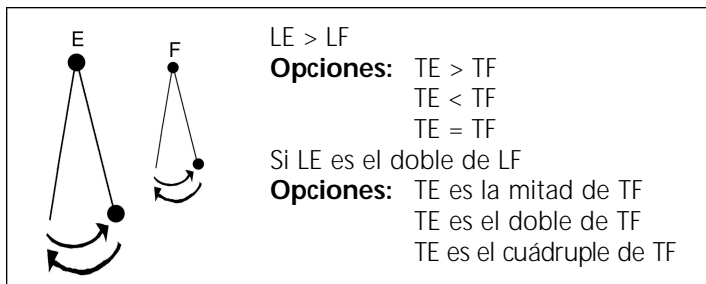 E
F
LE > LF
Opciones: TE > TF
TE < TF
TE = TF
Si LE es el doble de LF
Opciones: TE es la mitad de TF
TE es el doble de TF
TE es el cuádruple de TF